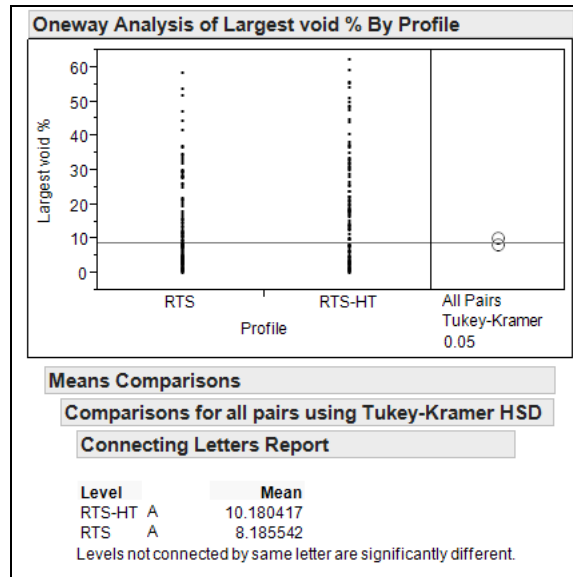 Oneway Analysis of Largest void % By Profile
Largest void %
60
50
40
30
20
10
0
RTS
RTS-HT
All Pairs
Tukey-Kramer
0.05
Profile
Means Comparisons
Comparisons for all pairs using Tukey-Kramer HSD
Connecting Letters Report
Level Mean
RTS-HT A 10.180417
RTS A 8.185542
Levels not connected by same letter are significantly different.